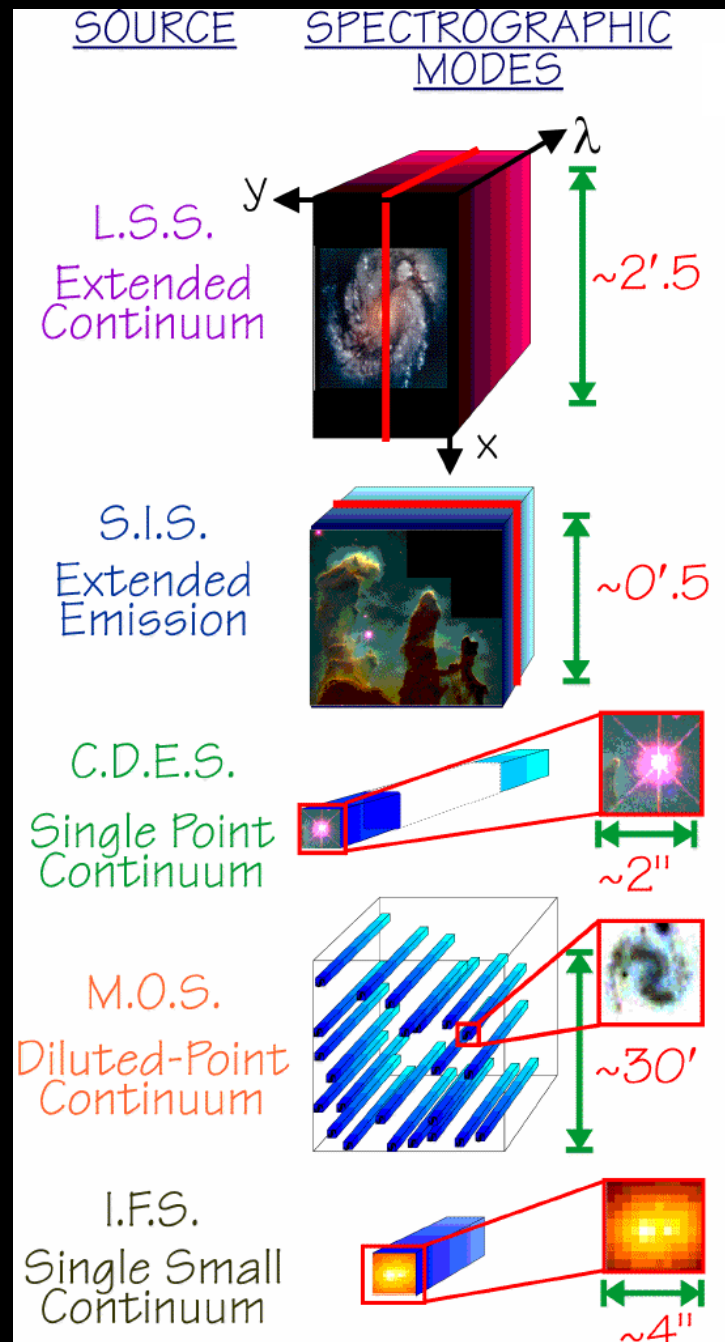 SOURCE
SPECTROGRAPHIC
MODES
L.S.S.
Extended
Continuum
y
λ
x
~2'.5
S.I.S.
Extended
Emission
~0'.5
C.D.E.S.
Single Point
Continuum
~2"
M.O.S.
Diluted-Point
Continuum
~30'
I.F.S.
Single Small
Continuum
~4"